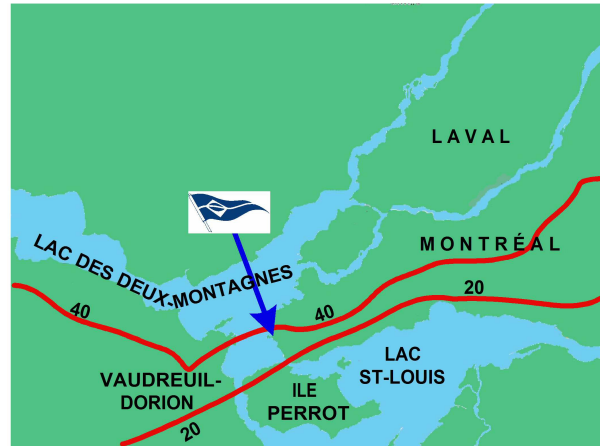 LAVAL
MONTRÉAL
LAC DES DEUX-MONTAGNES
20
40
40
LAC
ST-LOUIS
VAUDREUIL-
DORION
ILE
PERROT
20